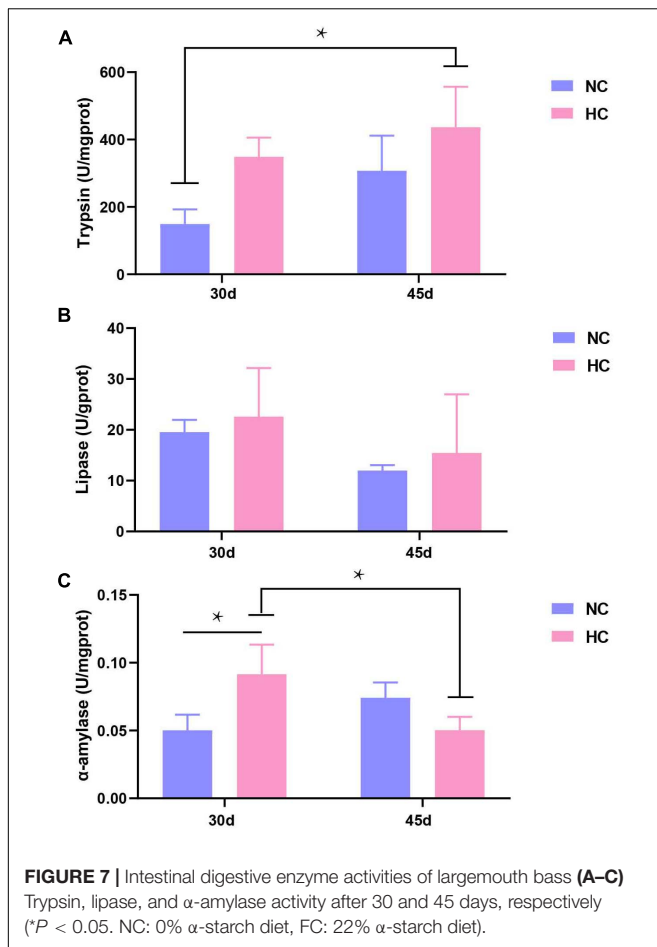 A
*
600
400
200
0
Trypsin (U/mgprot)
30d
45d
NC
HC
B
40
30
20
10
0
Lipase (U/gprot)
30d
45d
NC
HC
C
*
*
0.15
0.10
0.05
0.00
α-amylase (U/mgprot)
30d
45d
NC
HC
FIGURE 7 | Intestinal digestive enzyme activities of largemouth bass (A–C)
Trypsin, lipase, and α-amylase activity after 30 and 45 days, respectively
(*P < 0.05. NC: 0% α-starch diet, FC: 22% α-starch diet).